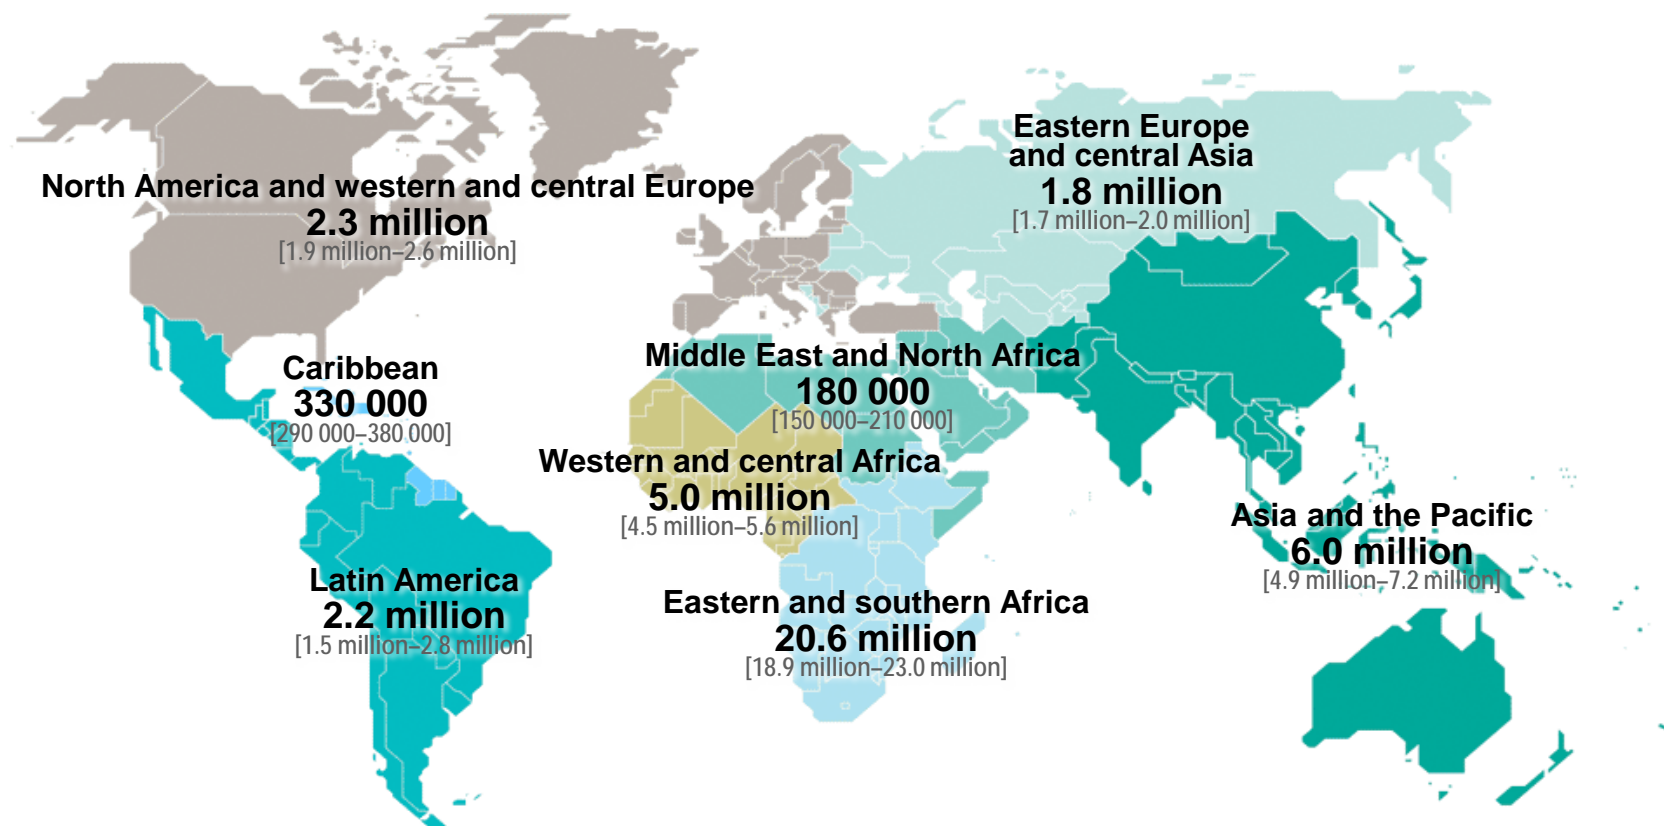 Eastern Europe
and central Asia
1.8 million
[1.7 million–2.0 million]
North America and western and central Europe
2.3 million
[1.9 million–2.6 million]
Middle East and North Africa
180 000
[150 000–210 000]
Caribbean
330 000
[290 000–380 000]
Western and central Africa
5.0 million
[4.5 million–5.6 million]
Asia and the Pacific
6.0 million
[4.9 million–7.2 million]
Latin America
2.2 million
[1.5 million–2.8 million]
Eastern and southern Africa
20.6 million
[18.9 million–23.0 million]